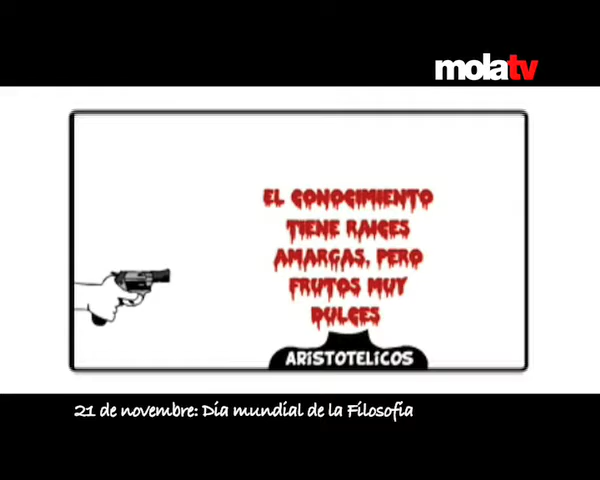 molatv
EL CONOCIMIENTO
TIENE RAICES
AMARGAS, PERO
FRUTOS MUY
DULCES
ARISTOTELICOS
21 de novembre: Día mundial de la Filosofía